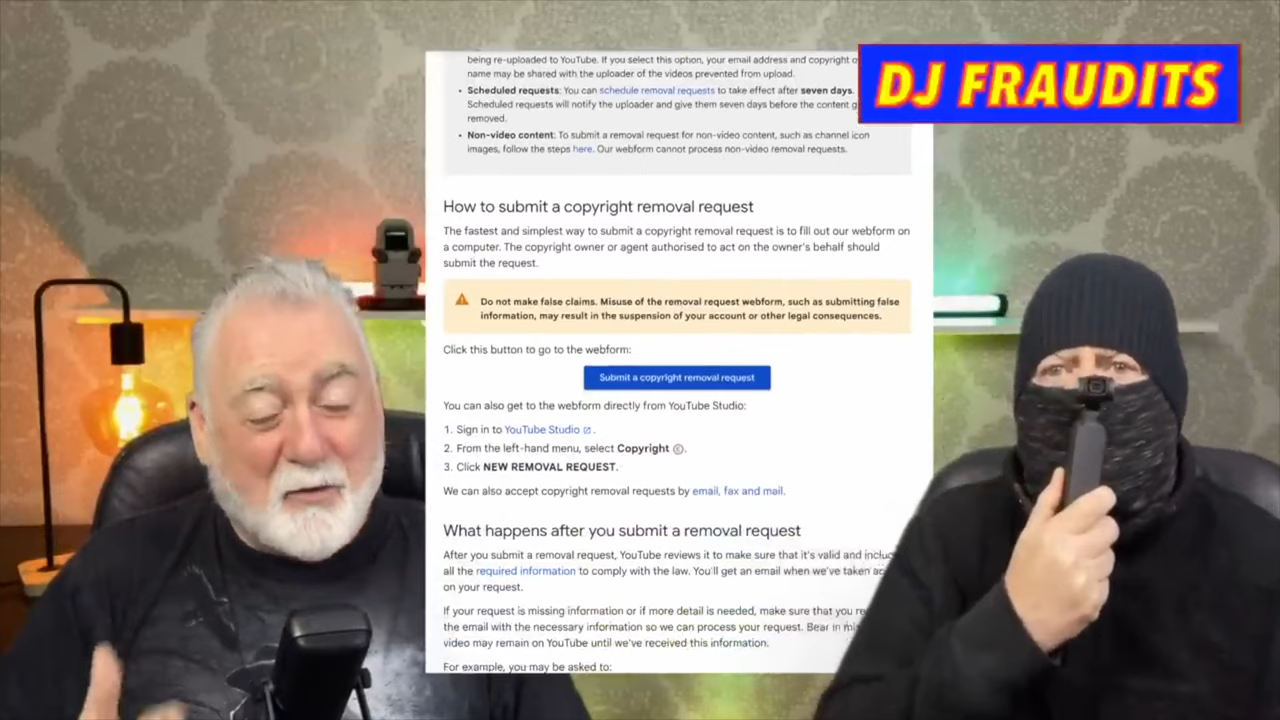 DJ FRAUDITS
being re-uploaded to YouTube. If you select this option, your email address and copyright o
name may be shared with the uploader of the videos prevented from upload.
• Scheduled requests: You can schedule removal requests to take effect after seven days.
Scheduled requests will notify the uploader and give them seven days before the content g
removed.
• Non-video content: To submit a removal request for non-video content, such as channel icon
images, follow the steps here. Our webform cannot process non-video removal requests.
How to submit a copyright removal request
The fastest and simplest way to submit a copyright removal request is to fill out our webform on
a computer. The copyright owner or agent authorised to act on the owner's behalf should
submit the request.
Do not make false claims. Misuse of the removal request webform, such as submitting false
information, may result in the suspension of your account or other legal consequences.
Click this button to go to the webform:
Submit a copyright removal request
You can also get to the webform directly from YouTube Studio:
1. Sign in to YouTube Studio.
2. From the left-hand menu, select Copyright ©.
3. Click NEW REMOVAL REQUEST.
We can also accept copyright removal requests by email, fax and mail.
What happens after you submit a removal request
After you submit a removal request, YouTube reviews it to make sure that it's valid and includ
all the required information to comply with the law. You'll get an email when we've taken ac
on your request.
If your request is missing information or if more detail is needed, make sure that you re
the email with the necessary information so we can process your request. Bear in mi
video may remain on YouTube until we've received this information.
For example, you may be asked to: